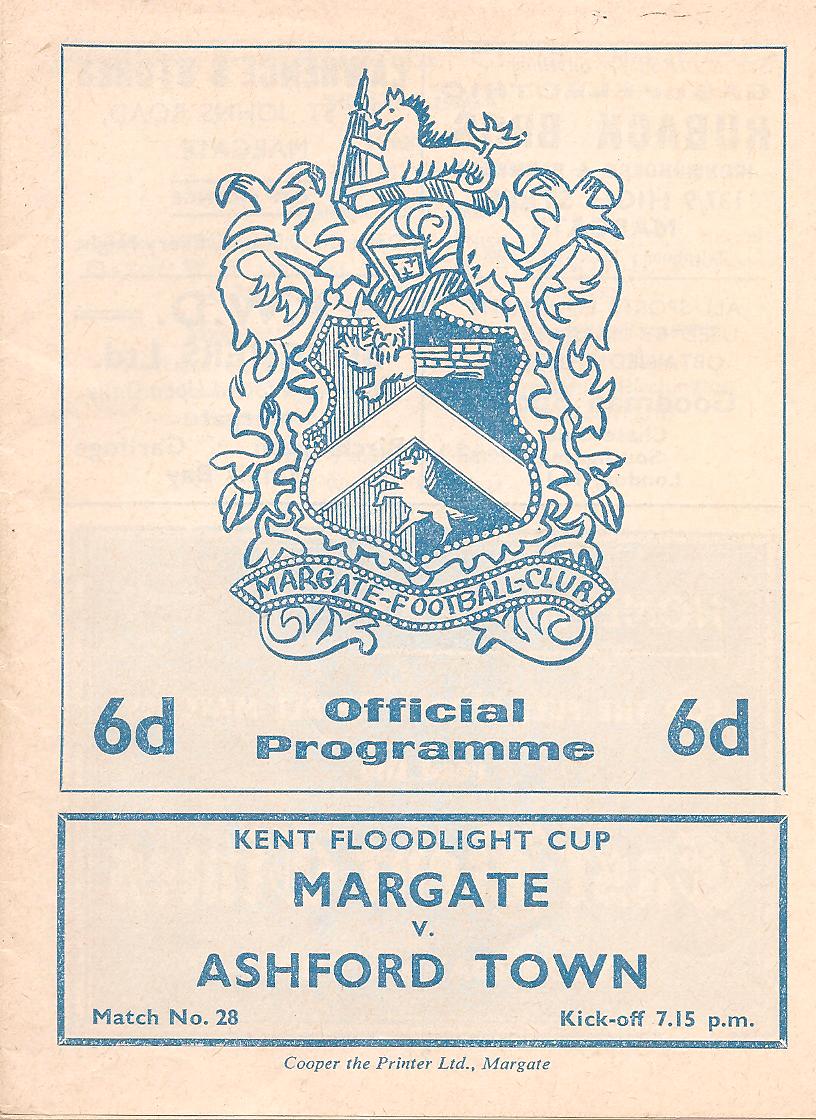 MARGATE-FOOTBALL-CLUB
6d Official 6d
Programme
KENT FLOODLIGHT CUP
MARGATE
v.
ASHFORD TOWN
Match No. 28 Kick-off 7.15 p.m.
Cooper the Printer Ltd., Margate